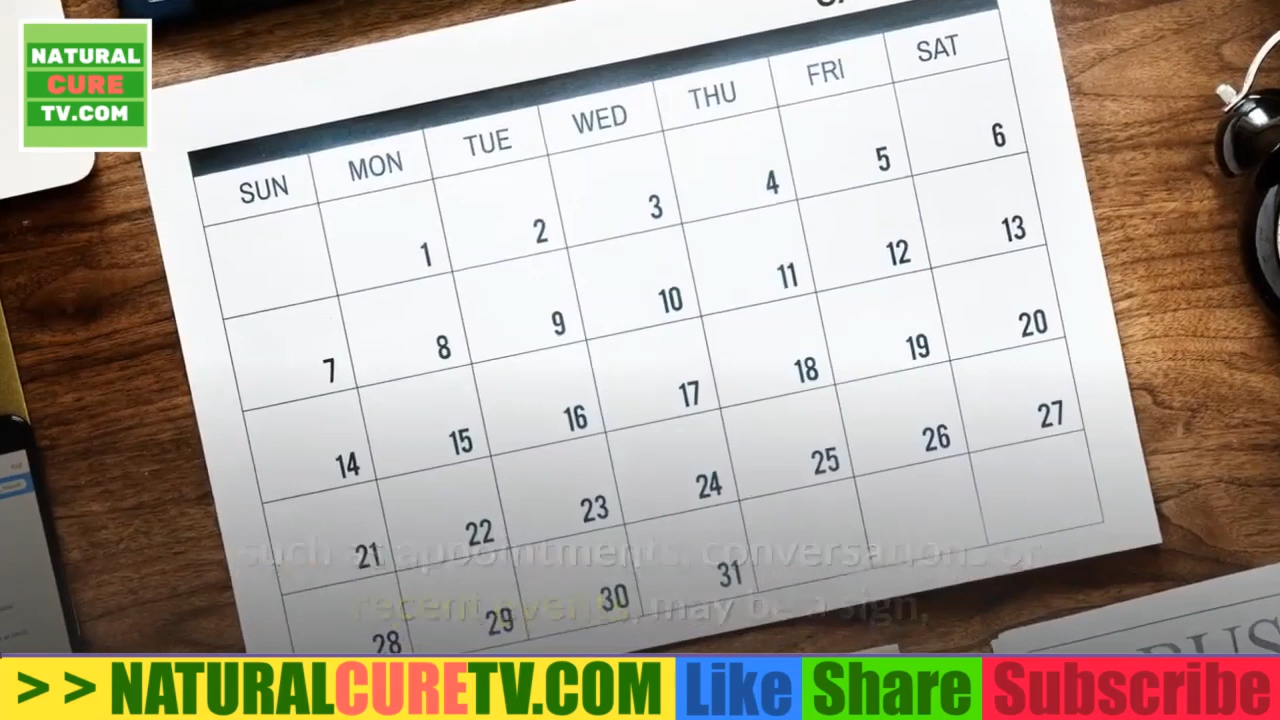 NATURAL
CURE
TV.COM
SUN MON TUE WED THU FRI SAT
1 2 3 4 5 6
7 8 9 10 11 12 13
14 15 16 17 18 19 20
21 22 23 24 25 26 27
28 29 30 31
such as appointments, conversations, or
recent events, may be a sign,
>> NATURALCURETV.COM Like Share Subscribe